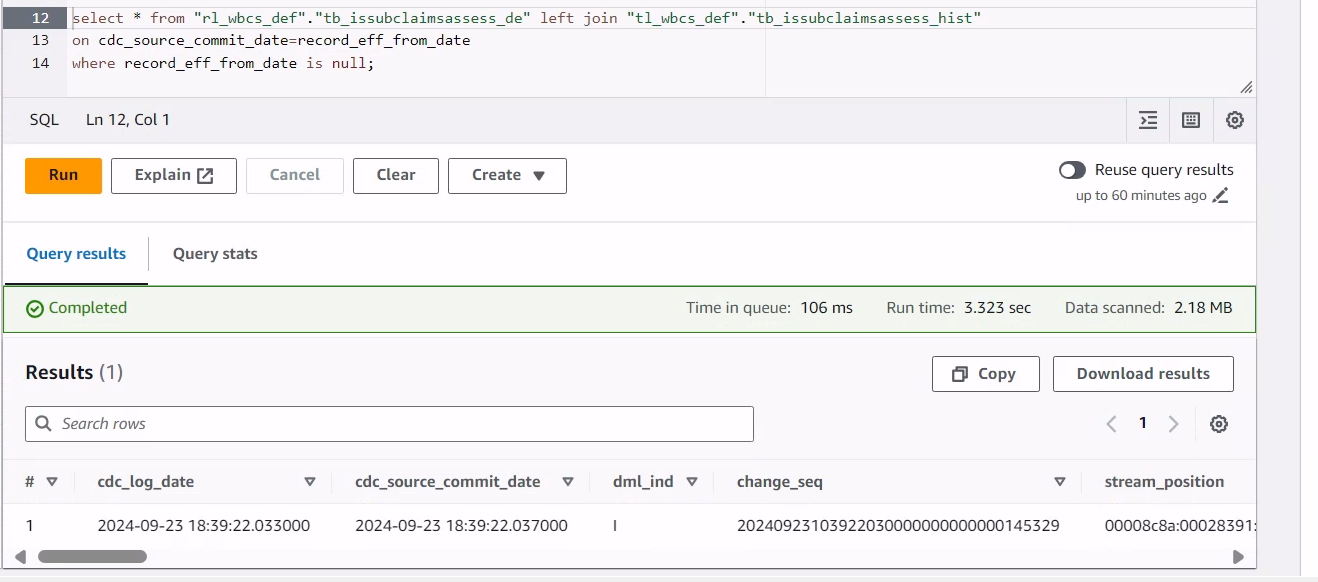 12 select * from "rl_wbcs_def"."tb_issubclaimsassess_de" left join "tl_wbcs_def"."tb_issubclaimsassess_hist"
13 on cdc_source_commit_date=record_eff_from_date
14 where record_eff_from_date is null;
SQL Ln 12, Col 1
Run Explain Cancel Clear Create Reuse query results
up to 60 minutes ago
Query results Query stats
Completed Time in queue: 106 ms Run time: 3.323 sec Data scanned: 2.18 MB
Results (1) Copy Download results
Search rows 1
# cdc_log_date cdc_source_commit_date dml_ind change_seq stream_position
1 2024-09-23 18:39:22.033000 2024-09-23 18:39:22.037000 I 20240923103922030000000000000145329 00008c8a:00028391: